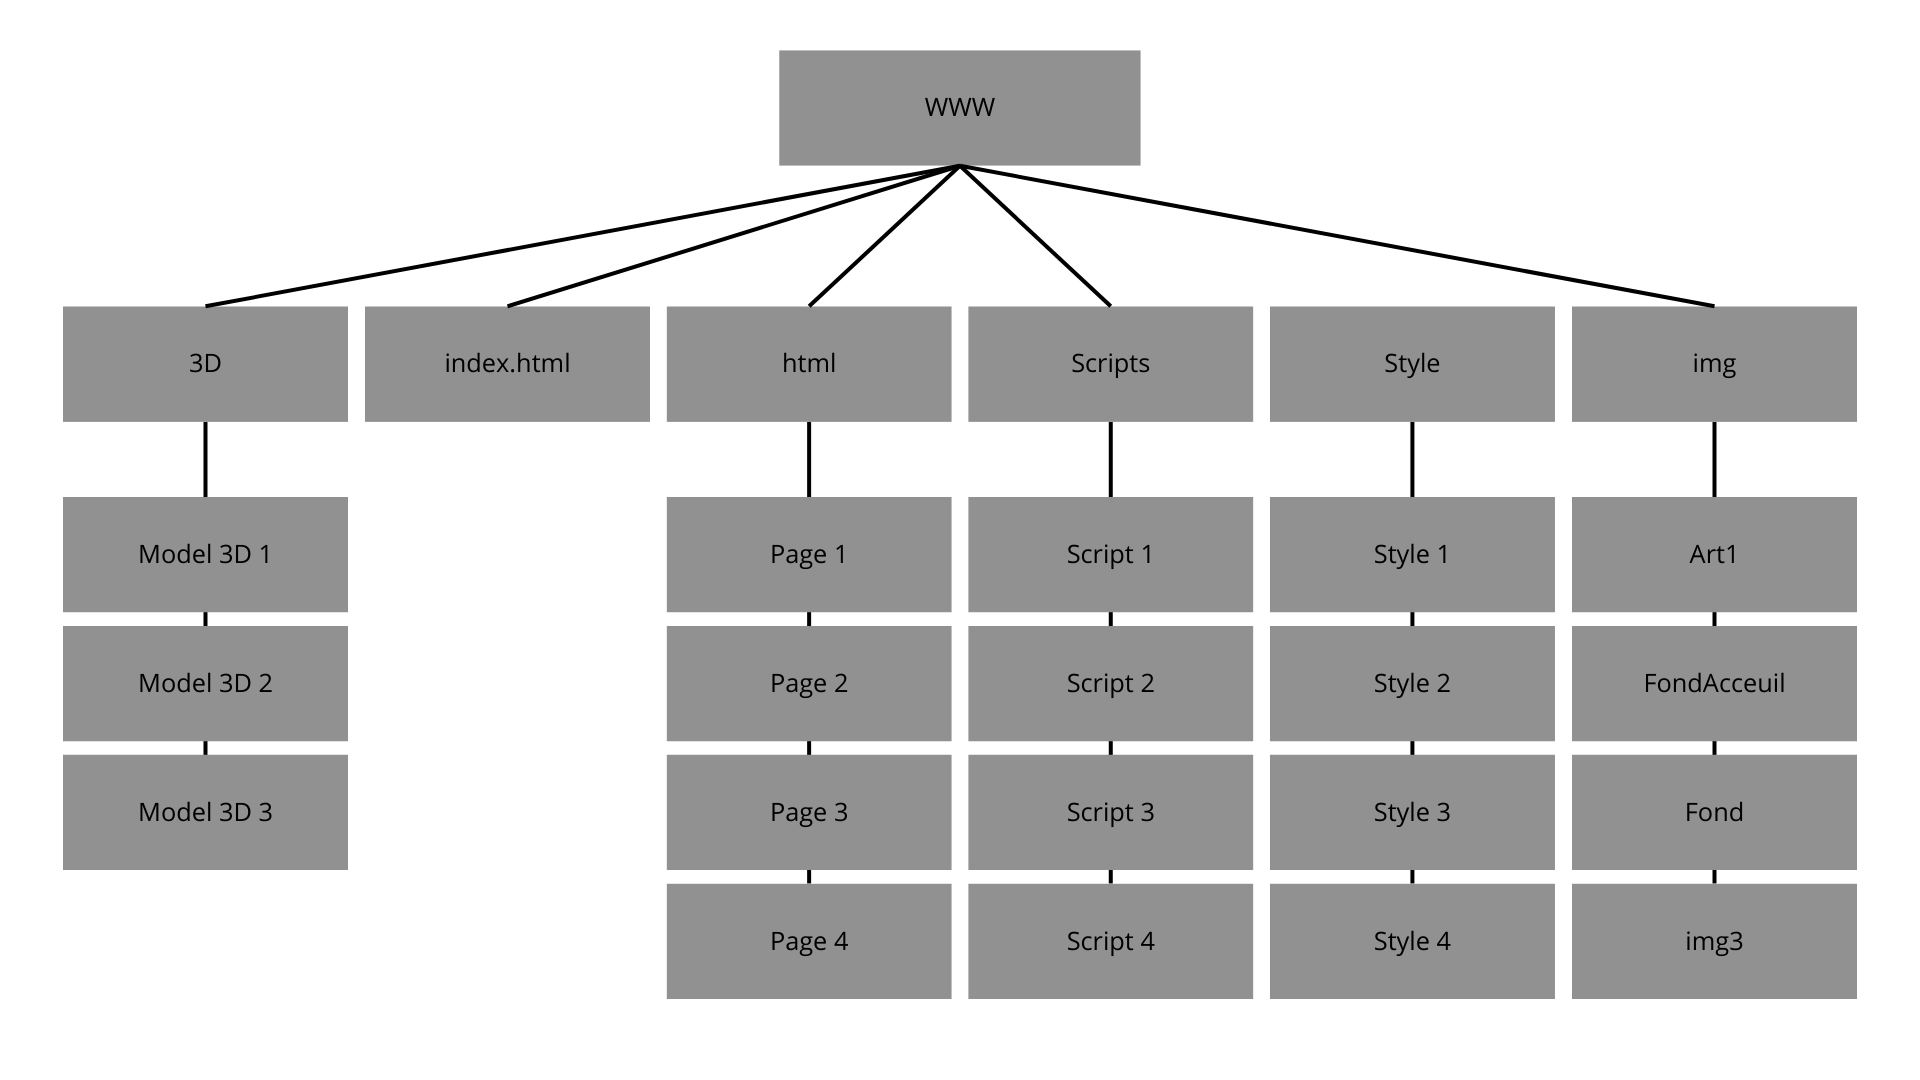 WWW
3D
index.html
html
Scripts
Style
img
Model 3D 1
Page 1
Script 1
Style 1
Art1
Model 3D 2
Page 2
Script 2
Style 2
FondAcceuil
Model 3D 3
Page 3
Script 3
Style 3
Fond
Page 4
Script 4
Style 4
img3